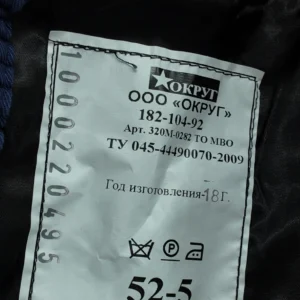 ОКРУГ
ООО «ОКРУГ»
182-104-92
Арт. 320М-0282 ТО МВО
ТУ 045-44490070-2009
Год изготовления-18г.
52-5
1000220495